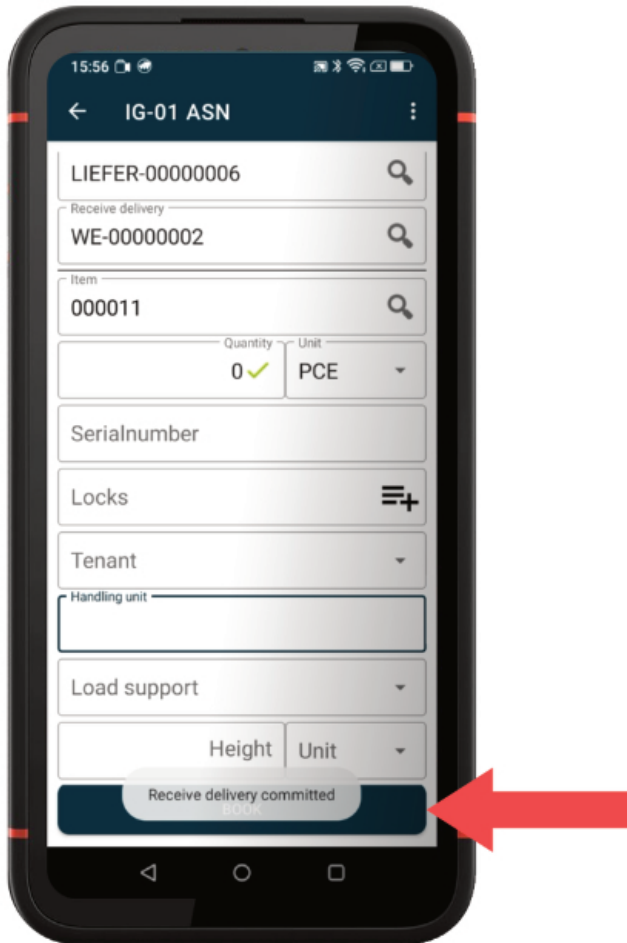 15:56
IG-01 ASN
LIEFER-00000006
Receive delivery
WE-00000002
Item
000011
Quantity
Unit
0
PCE
Serialnumber
Locks
Tenant
Handling unit
Load support
Height
Unit
Receive delivery committed
BOOK